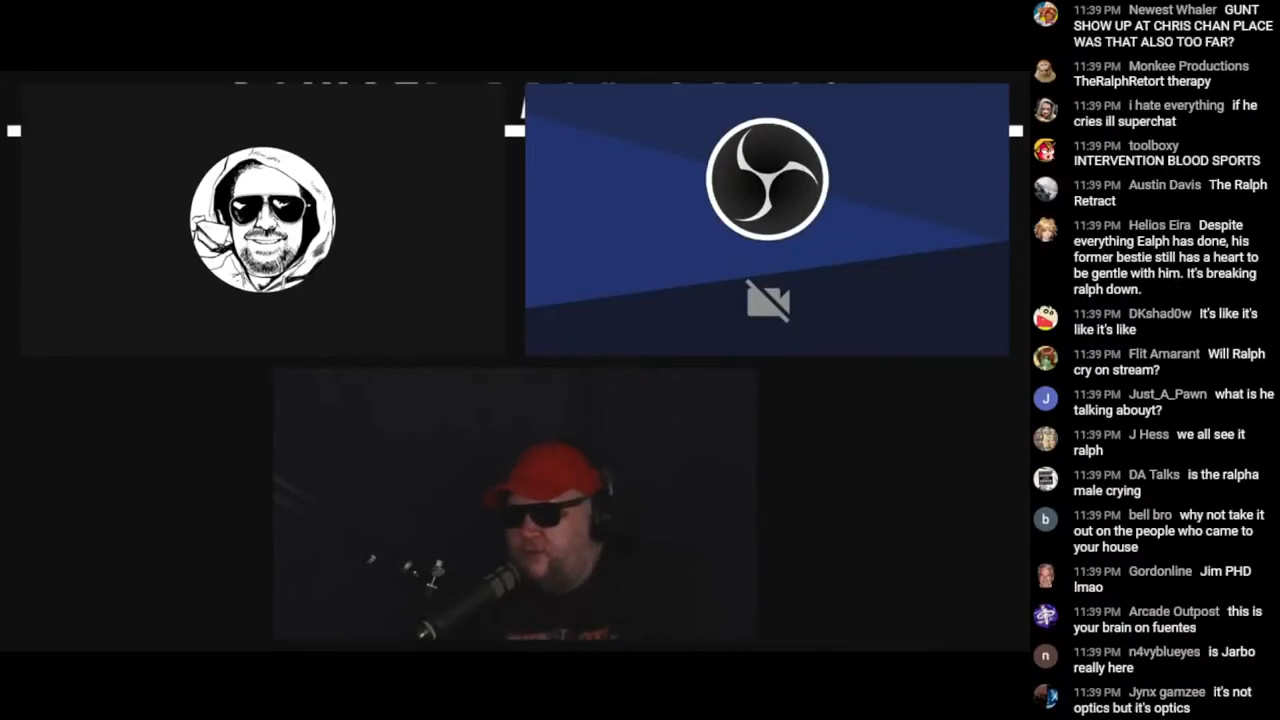 11:39 PM Newest Whaler GUNT
SHOW UP AT CHRIS CHAN PLACE
WAS THAT ALSO TOO FAR?
11:39 PM Monkee Productions
TheRalphRetort therapy
11:39 PM i hate everything if he
cries ill superchat
11:39 PM toolboxy
INTERVENTION BLOOD SPORTS
11:39 PM Austin Davis The Ralph
Retract
11:39 PM Helios Eira Despite
everything Ealph has done, his
former bestie still has a heart to
be gentle with him. It's breaking
ralph down.
11:39 PM DKshad0w It's like it's
like it's like
11:39 PM Flit Amarant Will Ralph
cry on stream?
J
11:39 PM Just_A_Pawn what is he
talking abouyt?
11:39 PM J Hess we all see it
ralph
11:39 PM DA Talks is the ralpha
male crying
b
11:39 PM bell bro why not take it
out on the people who came to
your house
11:39 PM Gordonline Jim PHD
lmao
11:39 PM Arcade Outpost this is
your brain on fuentes
n
11:39 PM n4vyblueyes is Jarbo
really here
11:39 PM Jynx gamzee it's not
optics but it's optics